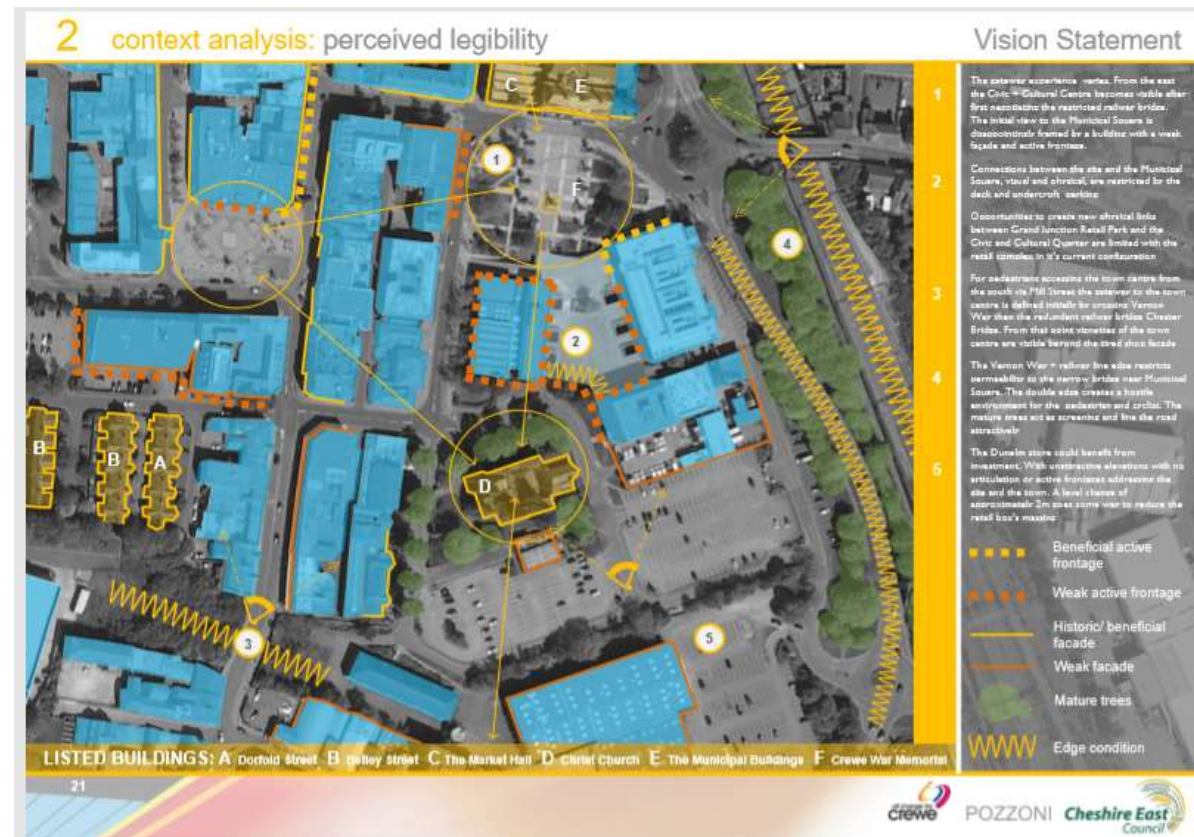 2 context analysis: perceived legibility
Vision Statement
C E
1
F
2
4
D
B
B
A
3
5
1
The gateway experience varies. From the east
the Civic + Cultural Centre becomes visible after
first negotiating the restricted railway bridge.
The initial view to the Municipal Square is
disappointingly framed by a building with a weak
façade and active frontage.
2
Connections between the site and the Municipal
Square, visual and physical, are restricted by the
deck and undercroft parking
Opportunities to create new physical links
between Grand Junction Retail Park and the
Civic and Cultural Quarter are limited with the
retail complex in it's current configuration
3
For pedestrians accessing the town centre from
the south via Mill Street the gateway to the town
centre is defined initially by crossing Vernon
Way then the redundant railway bridge Chester
Bridge. From that point vignettes of the town
centre are visible beyond the tired shop facade
4
The Vernon Way + railway line edge restricts
permeability to the narrow bridge near Municipal
Square. The double edge creates a hostile
environment for the pedestrian and cyclist. The
mature trees act as screening and line the road
attractively
5
The Dunelm store could benefit from
investment. With unattractive elevations with no
articulation or active frontages addressing the
site and the town. A level change of
approximately 2m goes some way to reduce the
retail box's massing
Beneficial active
frontage
Weak active frontage
Historic/ beneficial
facade
Weak facade
Mature trees
Edge condition
LISTED BUILDINGS: A Dorfold Street B Betley Street C The Market Hall D Christ Church E The Municipal Buildings F Crewe War Memorial
21
crewe
POZZONI
Cheshire East
Council